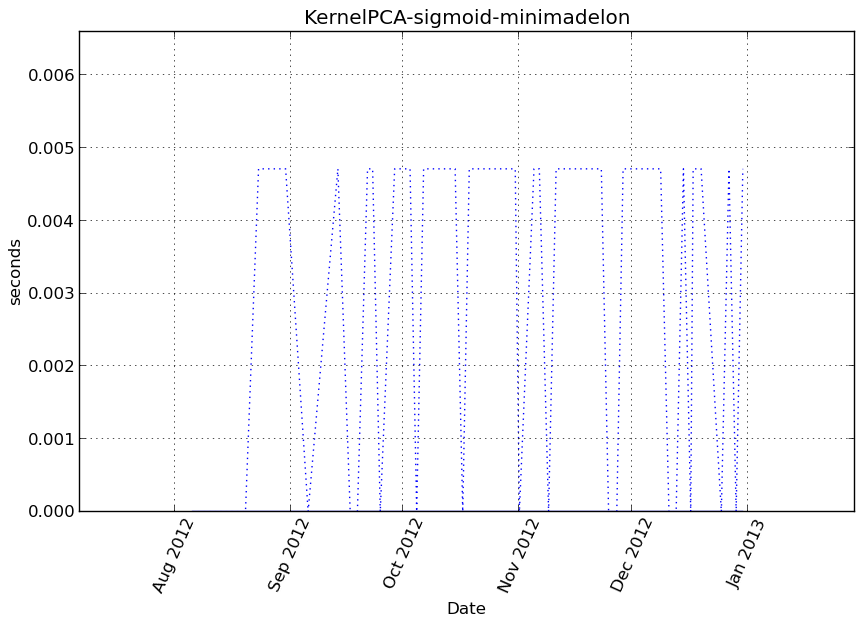 KernelPCA-sigmoid-minimadelon
0.006
0.005
0.004
0.003
0.002
0.001
0.000
seconds
Aug 2012
Sep 2012
Oct 2012
Nov 2012
Dec 2012
Jan 2013
Date